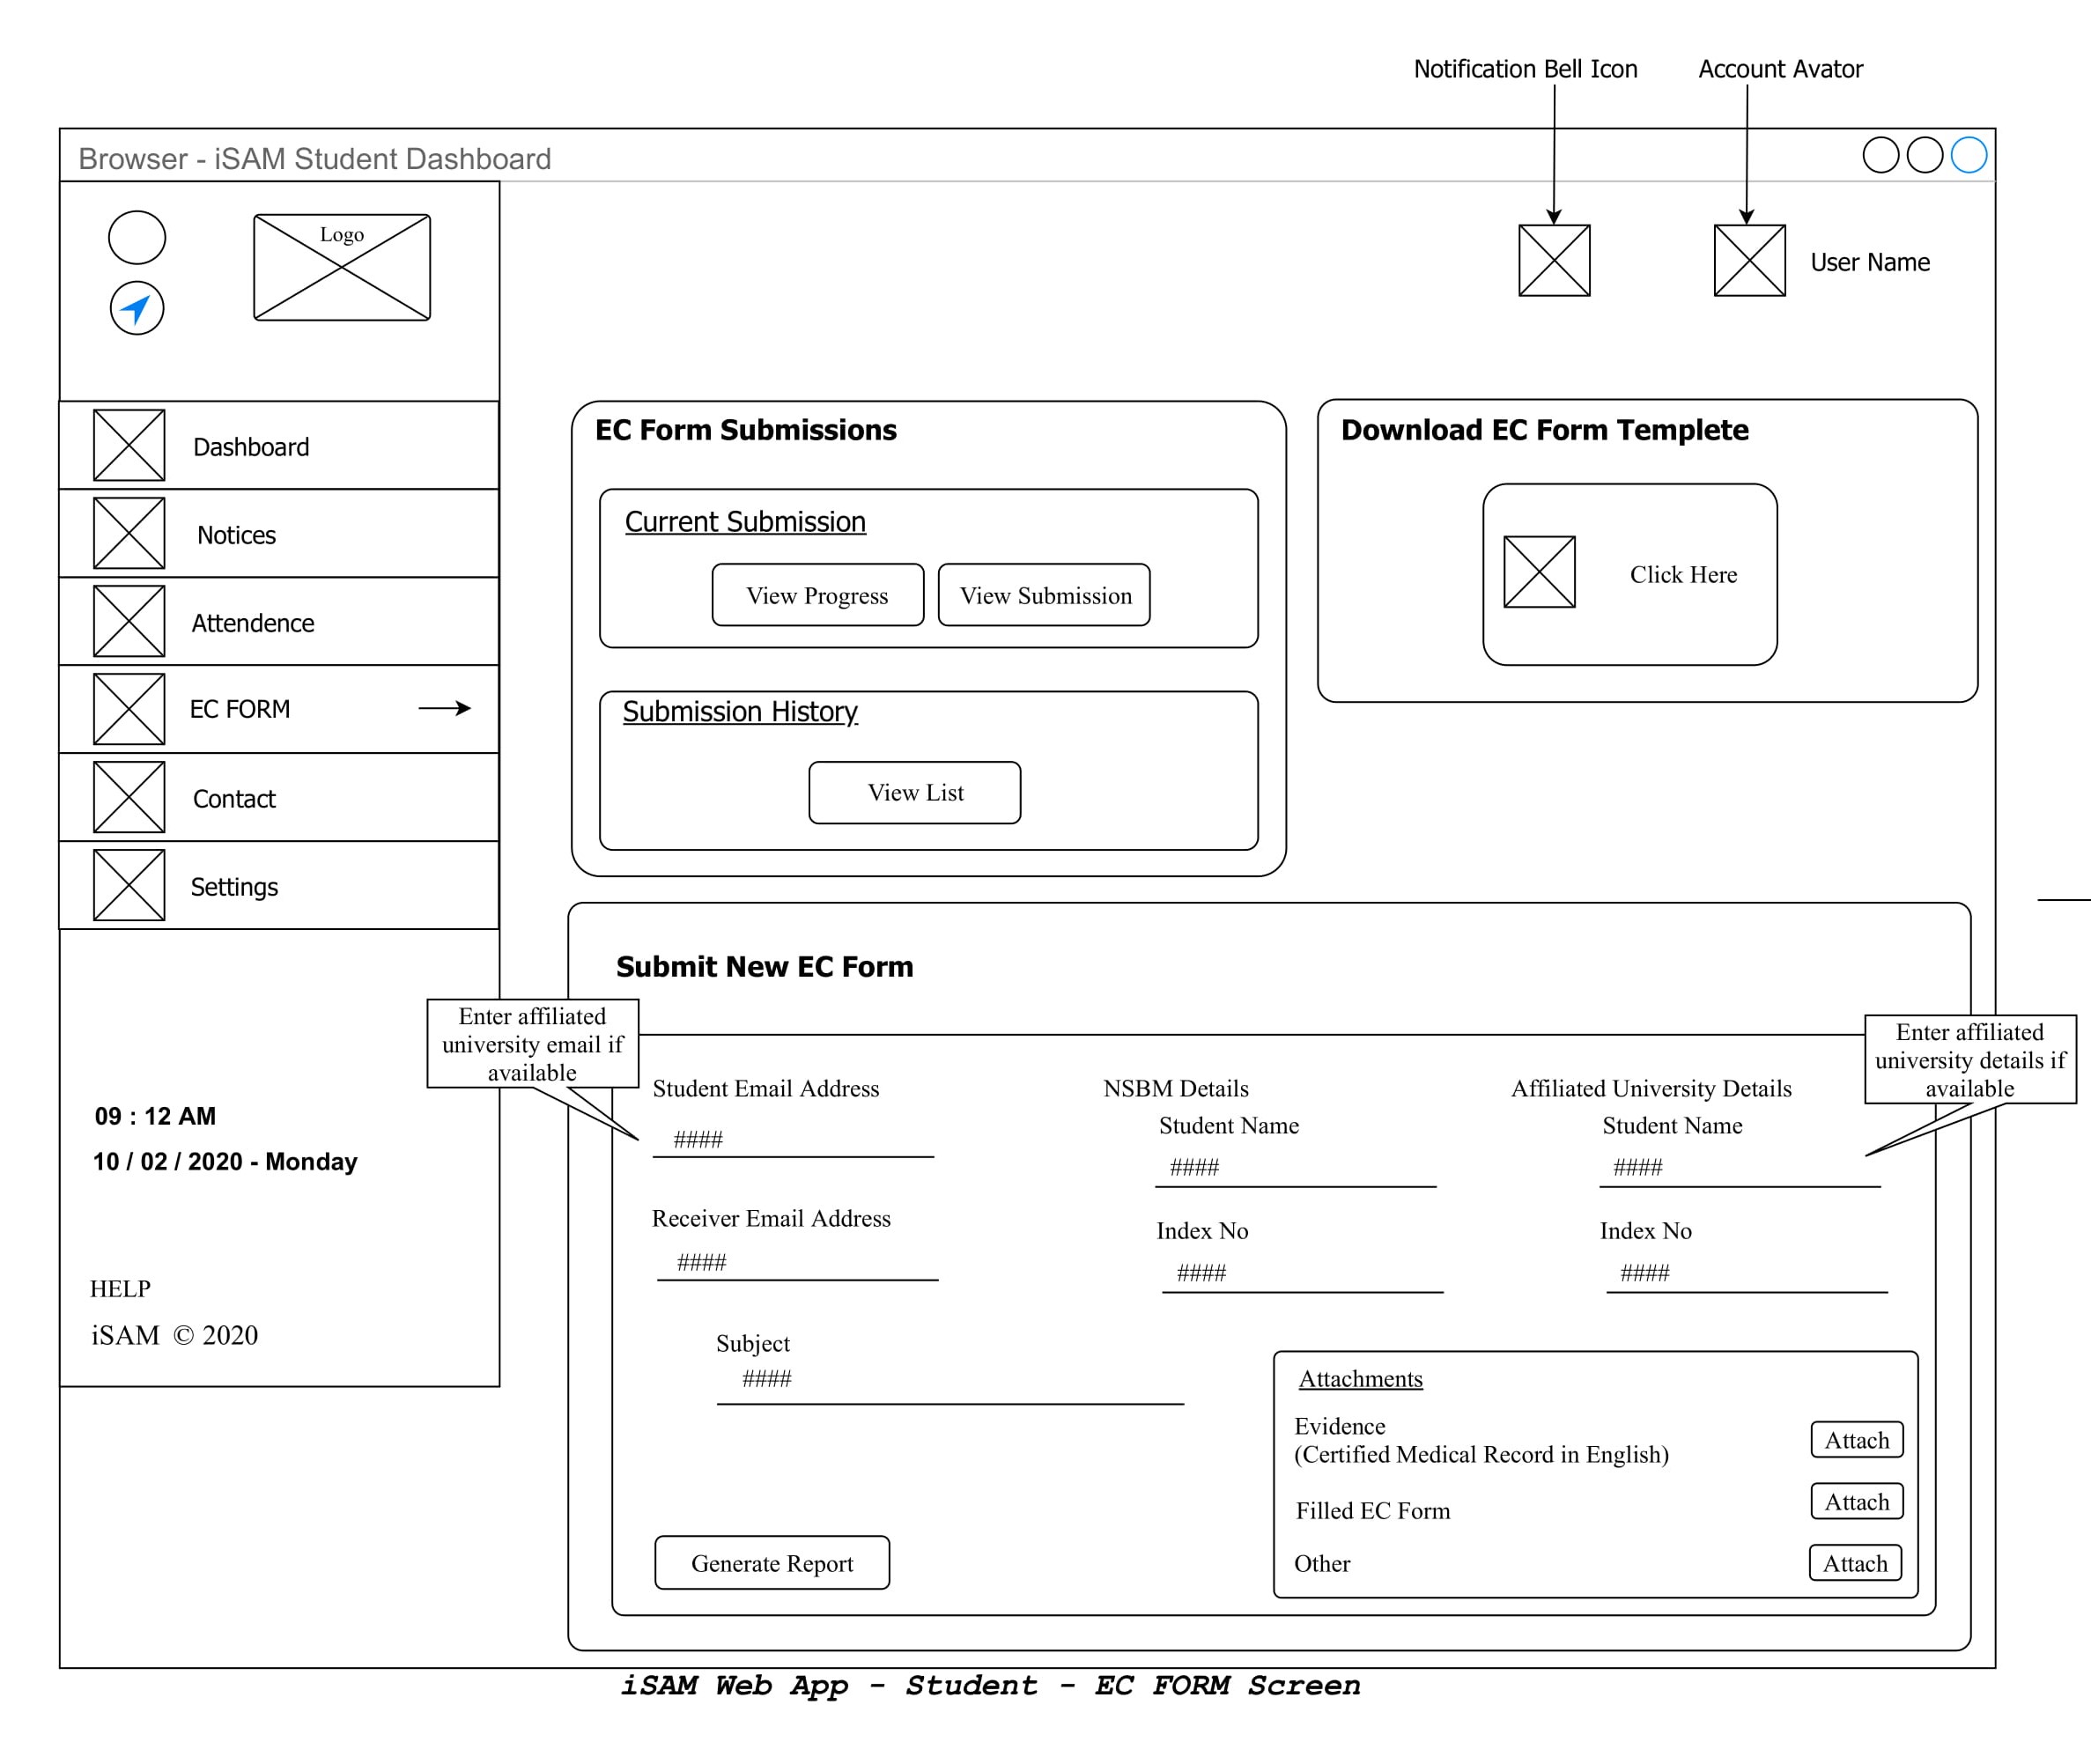 Notification Bell Icon
Account Avator
Browser - iSAM Student Dashboard
Logo
User Name
Dashboard
Notices
Attendence
EC FORM
Contact
Settings
09 : 12 AM
10 / 02 / 2020 - Monday
HELP
iSAM © 2020
EC Form Submissions
Current Submission
View Progress
View Submission
Submission History
View List
Download EC Form Templete
Click Here
Submit New EC Form
Enter affiliated
university email if
available
Student Email Address
####
Receiver Email Address
####
Subject
####
Generate Report
NSBM Details
Student Name
####
Index No
####
Enter affiliated
university details if
available
Affiliated University Details
Student Name
####
Index No
####
Attachments
Evidence
(Certified Medical Record in English)
Attach
Filled EC Form
Attach
Other
Attach
iSAM Web App - Student - EC FORM Screen